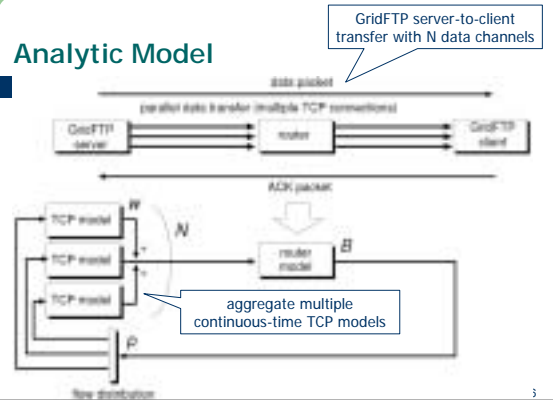 GridFTP server-to-client
transfer with N data channels
Analytic Model
data packet
parallel data transfer (multiple TCP connections)
GridFTP
server
router
GridFTP
client
ACK packet
TCP model
W
N
TCP model
router
model
B
TCP model
aggregate multiple
continuous-time TCP models
P
flow distribution
6